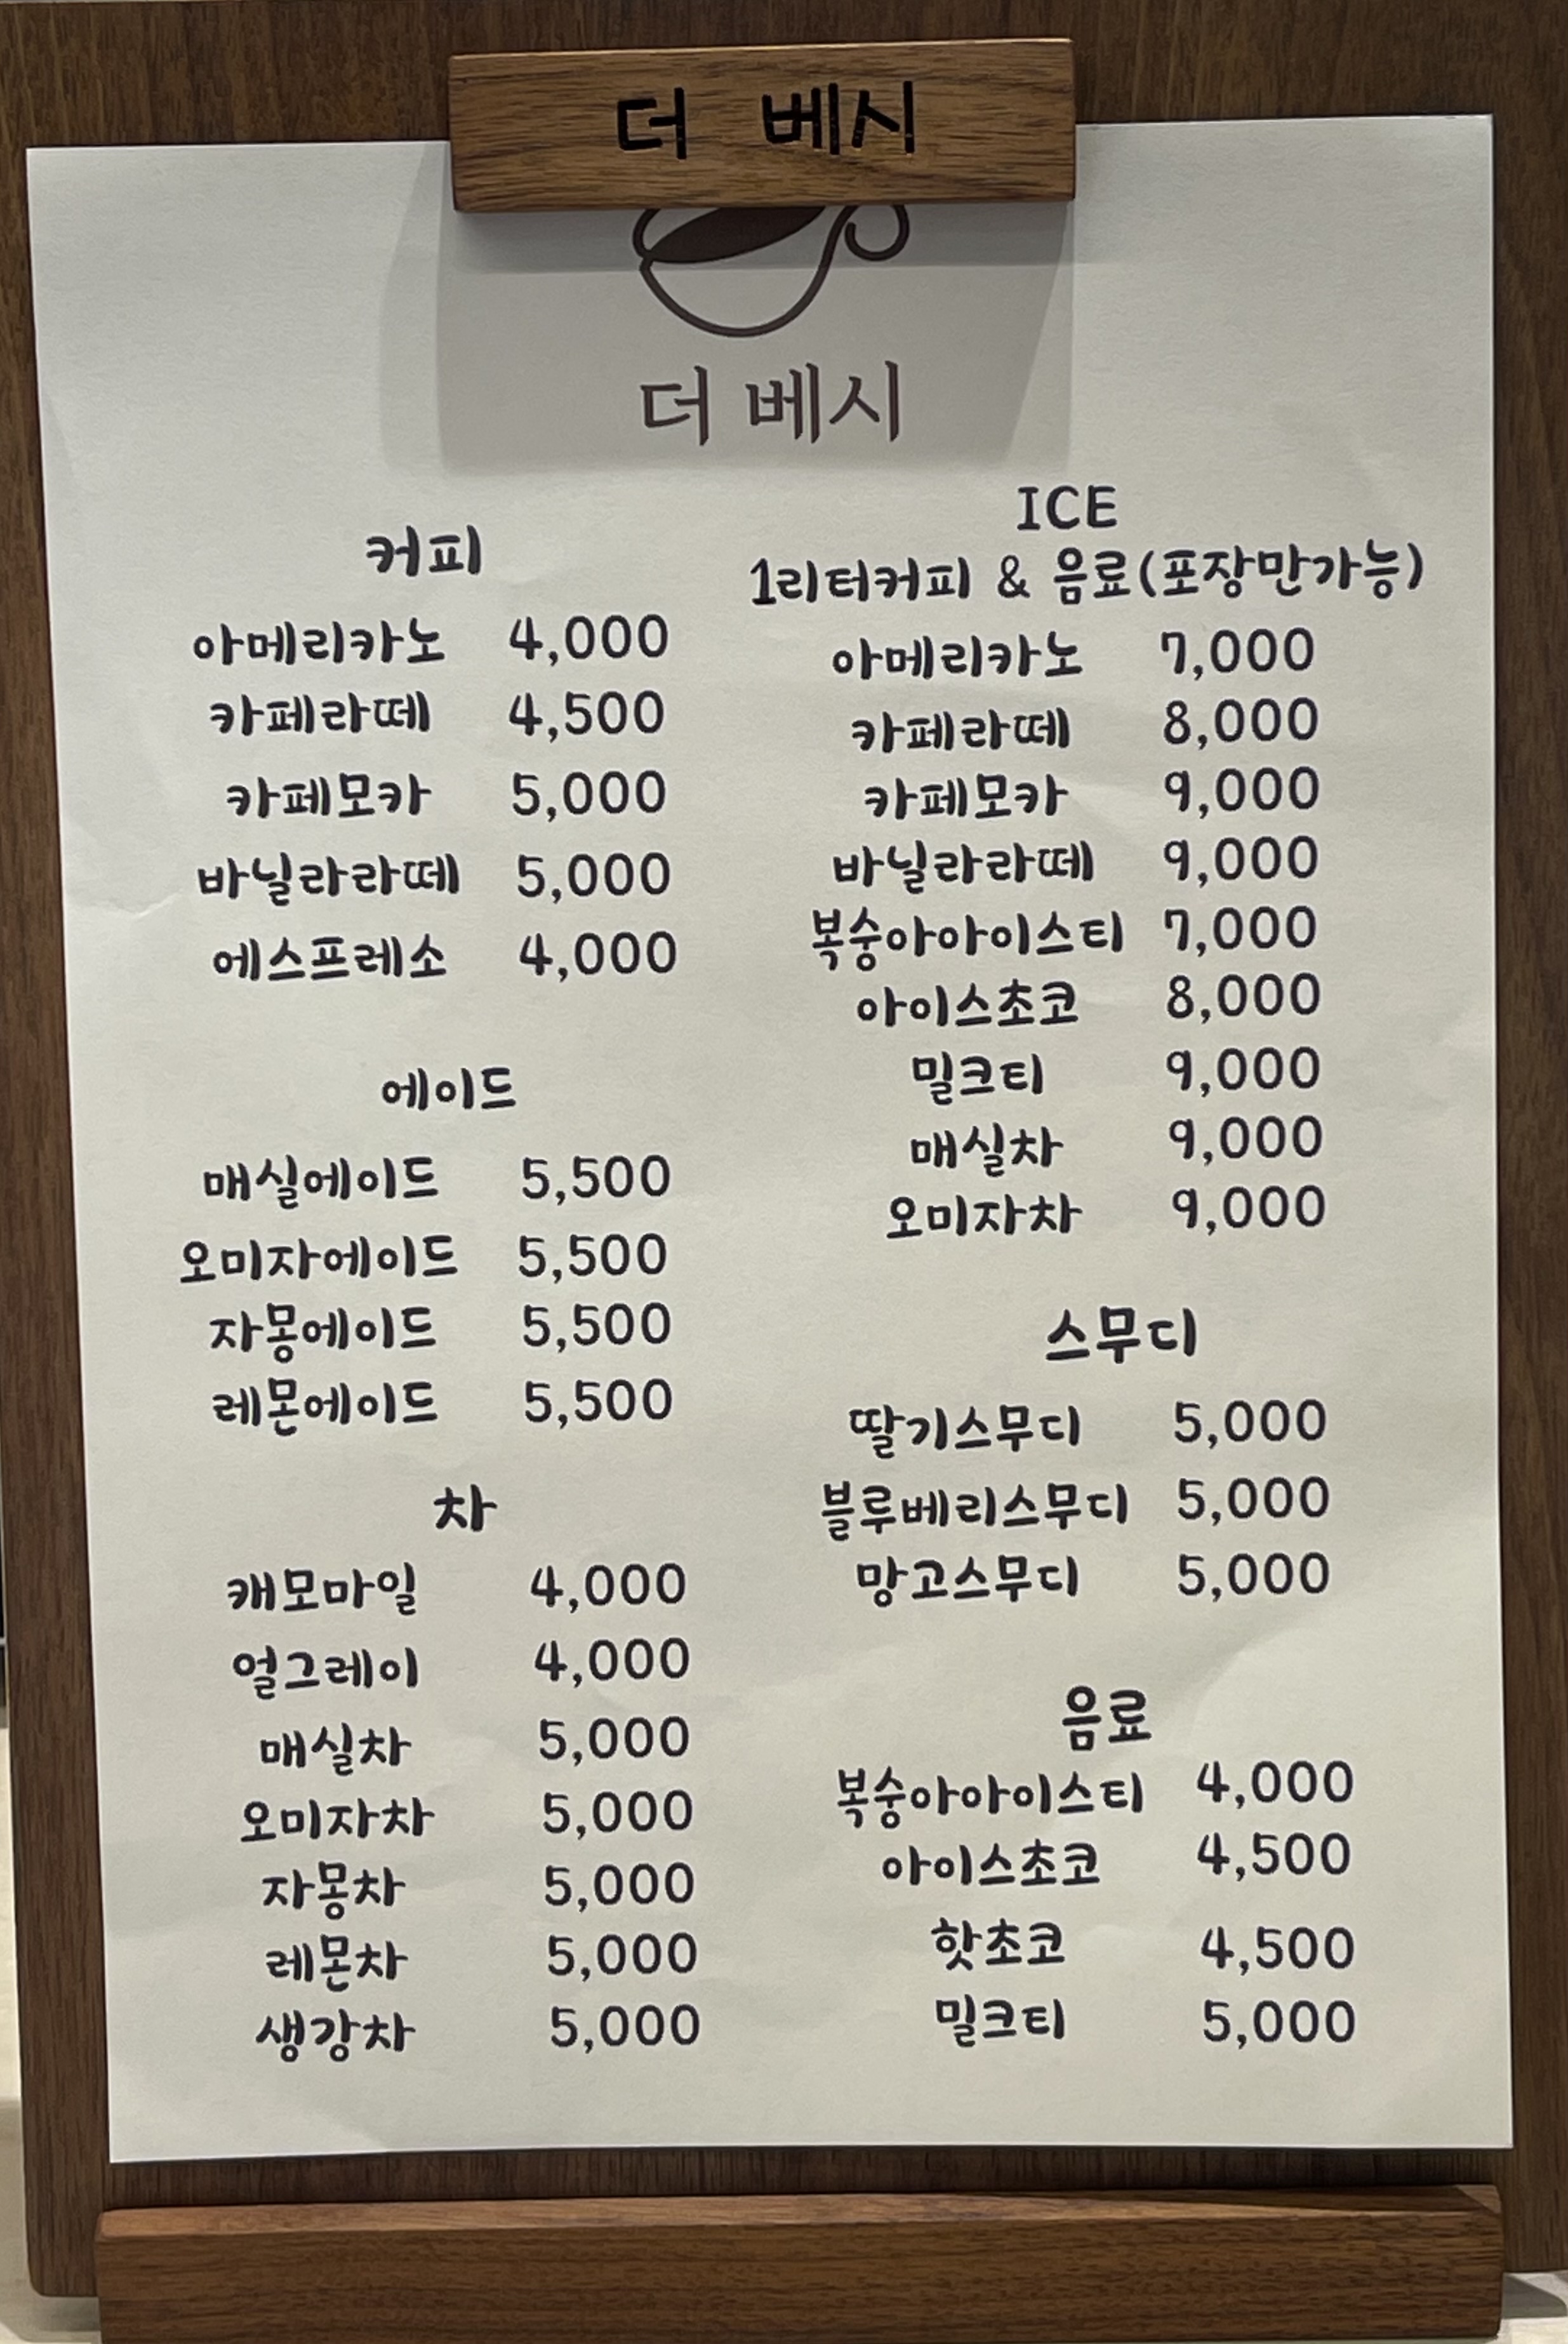 더 베시
더 베시
커피
아메리카노 4,000
카페라떼 4,500
카페모카 5,000
바닐라라떼 5,000
에스프레소 4,000
에이드
매실에이드 5,500
오미자에이드 5,500
자몽에이드 5,500
레몬에이드 5,500
차
캐모마일 4,000
얼그레이 4,000
매실차 5,000
오미자차 5,000
자몽차 5,000
레몬차 5,000
생강차 5,000
ICE
1리터커피 & 음료(포장만가능)
아메리카노 7,000
카페라떼 8,000
카페모카 9,000
바닐라라떼 9,000
복숭아아이스티 7,000
아이스초코 8,000
밀크티 9,000
매실차 9,000
오미자차 9,000
스무디
딸기스무디 5,000
블루베리스무디 5,000
망고스무디 5,000
음료
복숭아아이스티 4,000
아이스초코 4,500
핫초코 4,500
밀크티 5,000